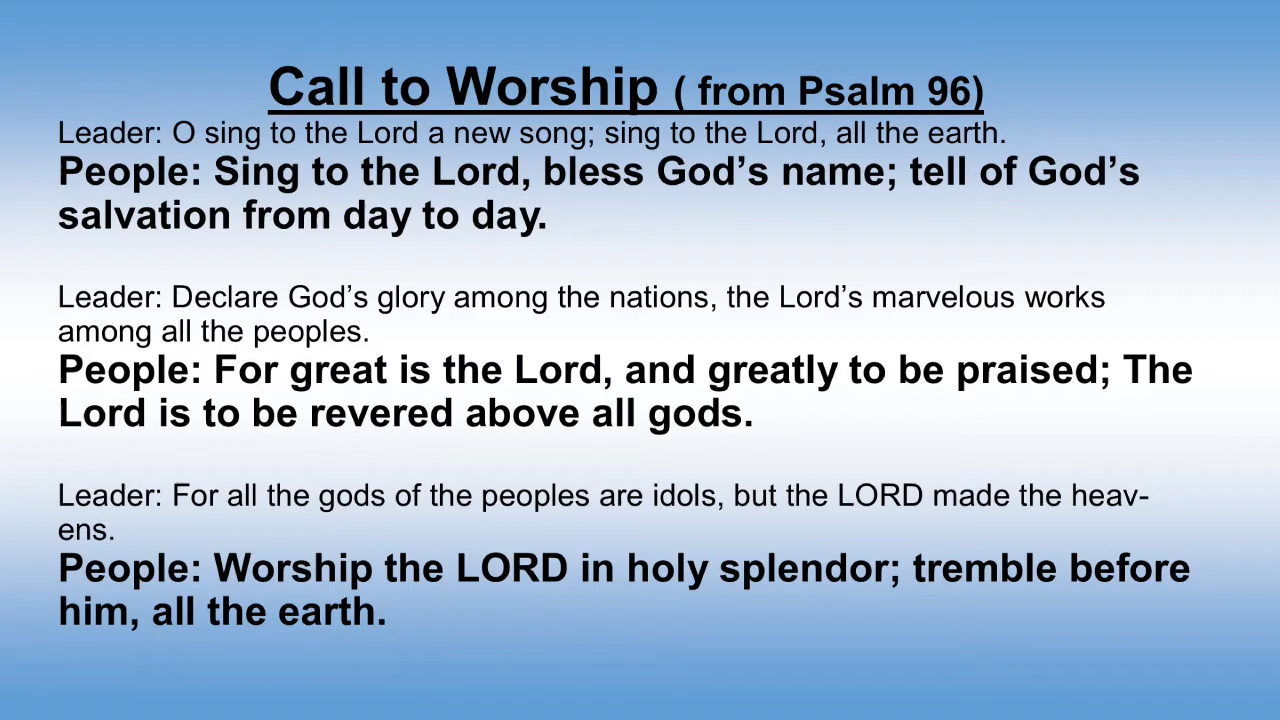 Call to Worship ( from Psalm 96)
Leader: O sing to the Lord a new song; sing to the Lord, all the earth.
People: Sing to the Lord, bless God’s name; tell of God’s
salvation from day to day.
Leader: Declare God’s glory among the nations, the Lord’s marvelous works
among all the peoples.
People: For great is the Lord, and greatly to be praised; The
Lord is to be revered above all gods.
Leader: For all the gods of the peoples are idols, but the LORD made the heav-
ens.
People: Worship the LORD in holy splendor; tremble before
him, all the earth.